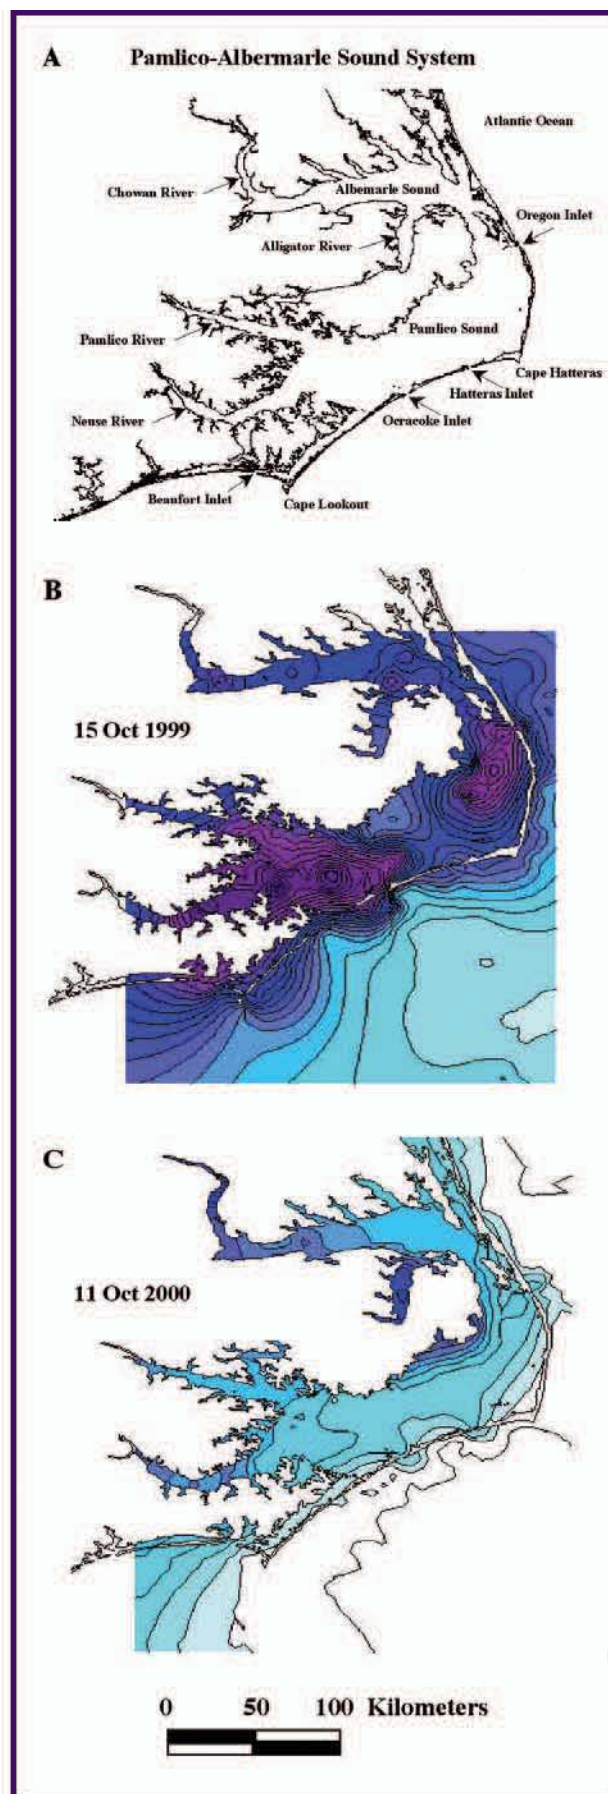 A Pamlico-Albermarle Sound System
Atlantic Ocean
Chowan River
Albemarle Sound
Oregon Inlet
Alligator River
Pamlico River
Pamlico Sound
Cape Hatteras
Hatteras Inlet
Neuse River
Ocracoke Inlet
Beaufort Inlet
Cape Lookout
B
15 Oct 1999
C
11 Oct 2000
0 50 100 Kilometers